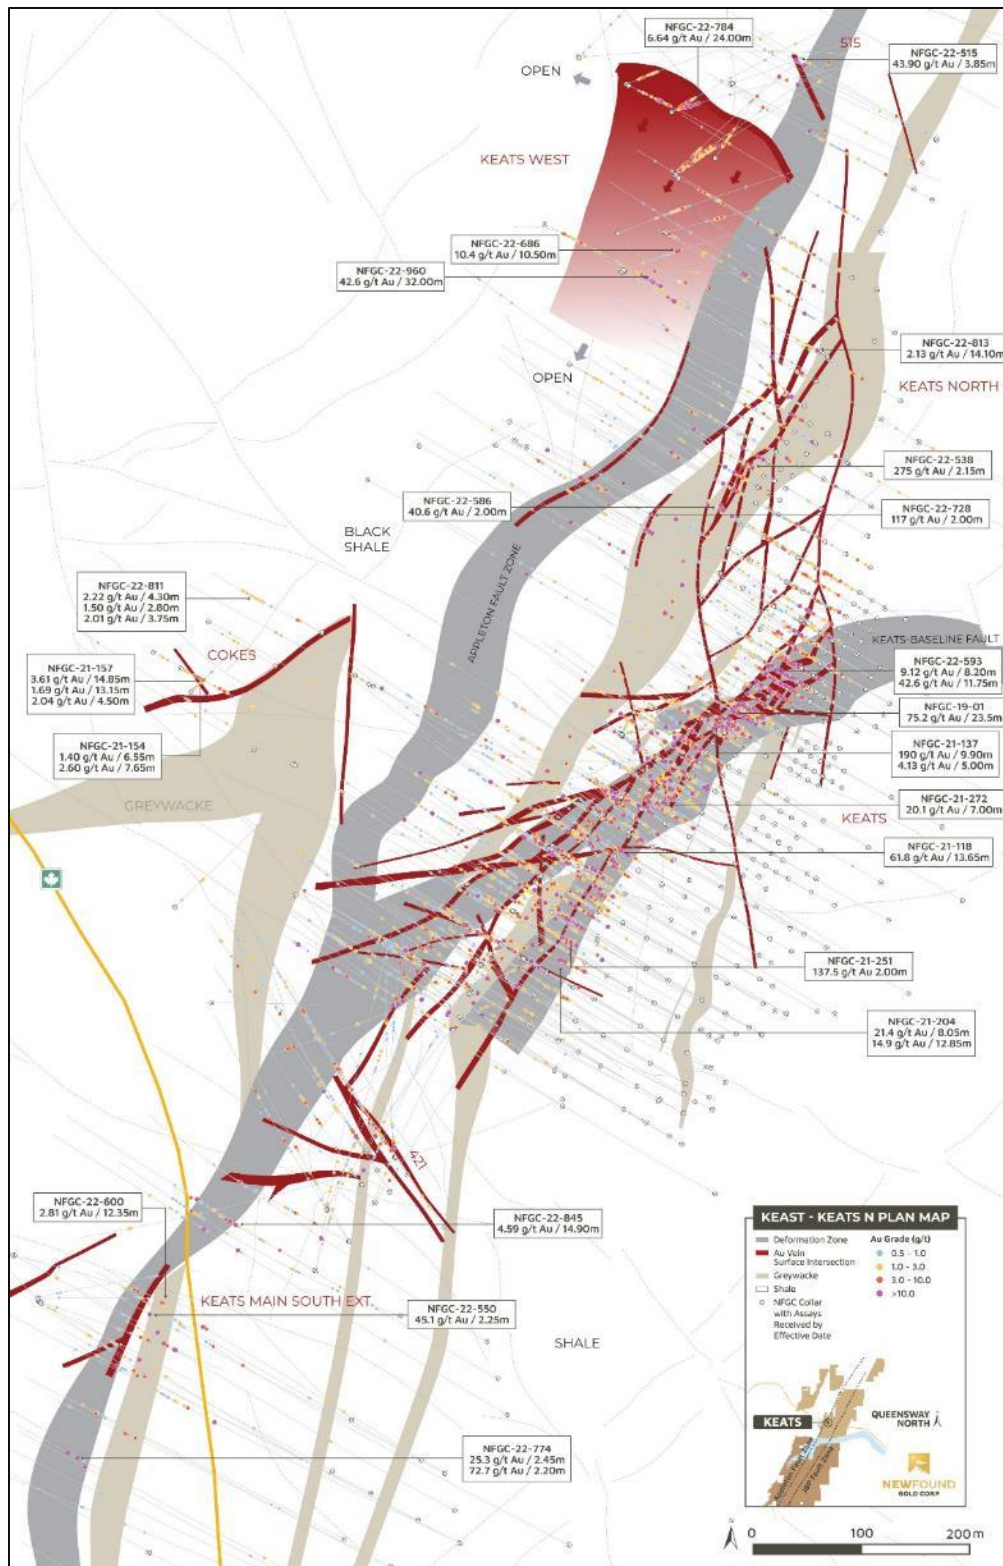 NFGC-22-784
6.64 g/t Au / 24.00m
515
NFGC-22-515
43.90 g/t Au / 3.85m
OPEN
KEATS WEST
NFGC-22-686
10.4 g/t Au / 10.50m
NFGC-22-960
42.6 g/t Au / 32.00m
NFGC-22-813
2.13 g/t Au / 14.10m
OPEN
KEATS NORTH
NFGC-22-538
275 g/t Au / 2.15m
NFGC-22-586
40.6 g/t Au / 2.00m
NFGC-22-728
117 g/t Au / 2.00m
BLACK
SHALE
APPLETON FAULT ZONE
NFGC-22-811
2.22 g/t Au / 4.30m
1.50 g/t Au / 2.80m
2.01 g/t Au / 3.75m
KEATS-BASELINE FAULT
COKES
NFGC-21-157
3.61 g/t Au / 14.85m
1.69 g/t Au / 13.15m
2.04 g/t Au / 4.50m
NFGC-22-593
9.12 g/t Au / 8.20m
42.6 g/t Au / 11.75m
NFGC-19-01
75.2 g/t Au / 23.5m
NFGC-21-154
1.40 g/t Au / 6.55m
2.60 g/t Au / 7.65m
NFGC-21-137
190 g/t Au / 9.90m
4.13 g/t Au / 5.00m
GREYWACKE
NFGC-21-272
20.1 g/t Au / 7.00m
KEATS
NFGC-21-118
61.8 g/t Au / 13.65m
NFGC-21-251
137.5 g/t Au 2.00m
NFGC-21-204
21.4 g/t Au / 8.05m
14.9 g/t Au / 12.85m
421
NFGC-22-600
2.81 g/t Au / 12.35m
NFGC-22-845
4.59 g/t Au / 14.90m
KEATS MAIN SOUTH EXT.
NFGC-22-550
45.1 g/t Au / 2.25m
SHALE
NFGC-22-774
25.3 g/t Au / 2.45m
72.7 g/t Au / 2.20m
KEAST - KEATS N PLAN MAP
Deformation Zone
Au Vein
Surface Intersection
Greywacke
Shale
NFGC Collar
with Assays
Received by
Effective Date
Au Grade (g/t)
0.5 - 1.0
1.0 - 3.0
3.0 - 10.0
>10.0
KEATS
QUEENSWAY
NORTH
Appleton Fault Zone
JBP Fault Zone
NEWFOUND
GOLD CORP
N
0 100 200 m